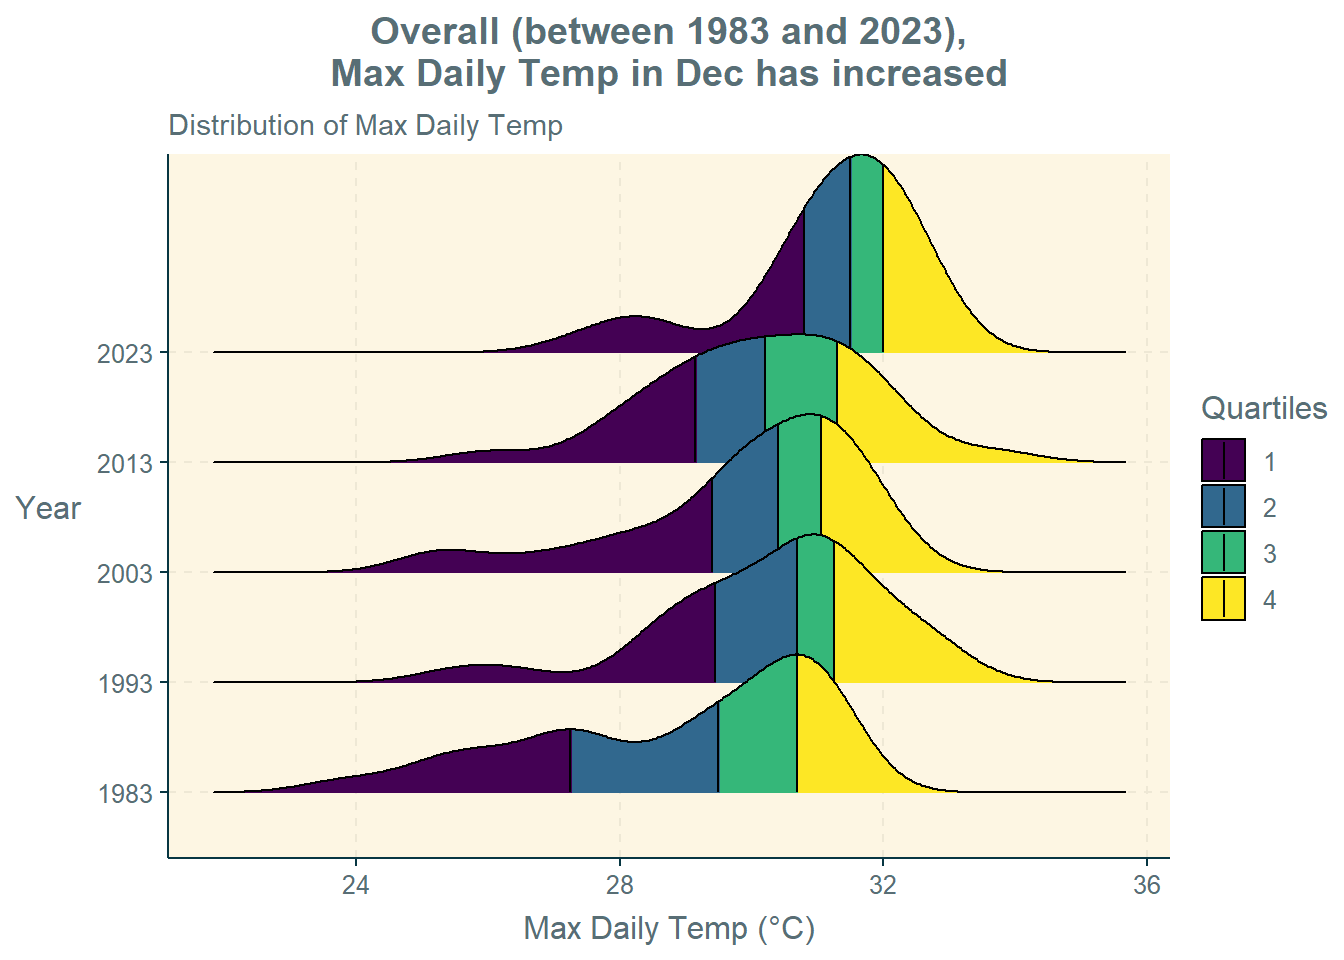 Overall (between 1983 and 2023),
Max Daily Temp in Dec has increased
Distribution of Max Daily Temp
2023
2013
2003
1993
1983
Year
24 28 32 36
Max Daily Temp (°C)
Quartiles
1
2
3
4